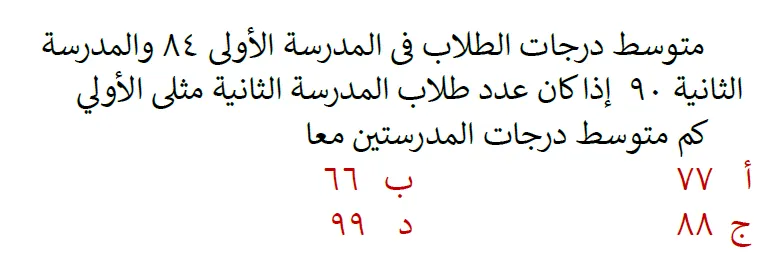 متوسط درجات الطلاب فى المدرسة الأولى ٨٤ والمدرسة
الثانية ٩٠ إذا كان عدد طلاب المدرسة الثانية مثلى الأولي
كم متوسط درجات المدرستين معا
أ ٧٧ ب ٦٦
ج ٨٨ د ٩٩